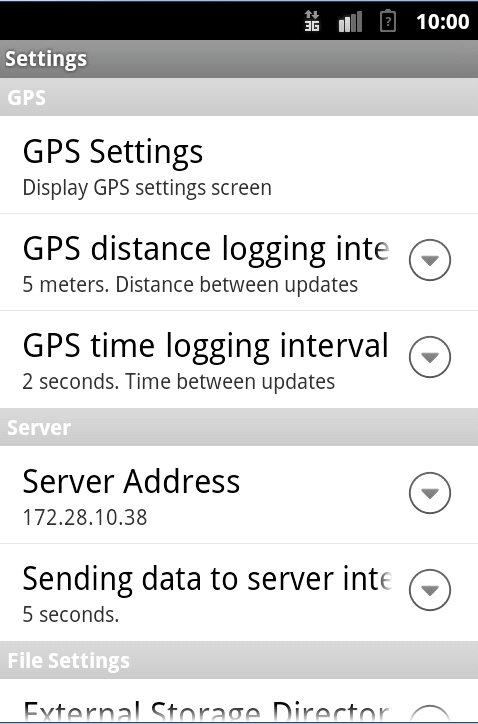 3G 10:00
Settings
GPS
GPS Settings
Display GPS settings screen
GPS distance logging inte
5 meters. Distance between updates
GPS time logging interval
2 seconds. Time between updates
Server
Server Address
172.28.10.38
Sending data to server inte
5 seconds.
File Settings
External Storage Director